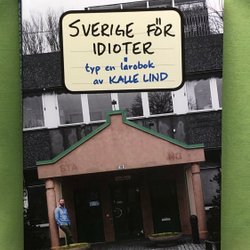 SVERIGE FÖR
IDIOTER
typ en lärobok
av KALLE LIND